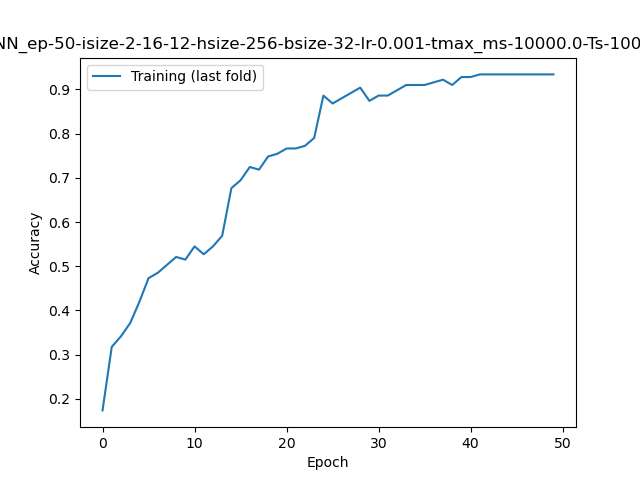 NN_ep-50-isize-2-16-12-hsize-256-bsize-32-lr-0.001-tmax_ms-10000.0-Ts-100
Training (last fold)
0.9
0.8
0.7
0.6
0.5
0.4
0.3
0.2
Accuracy
0 10 20 30 40 50
Epoch